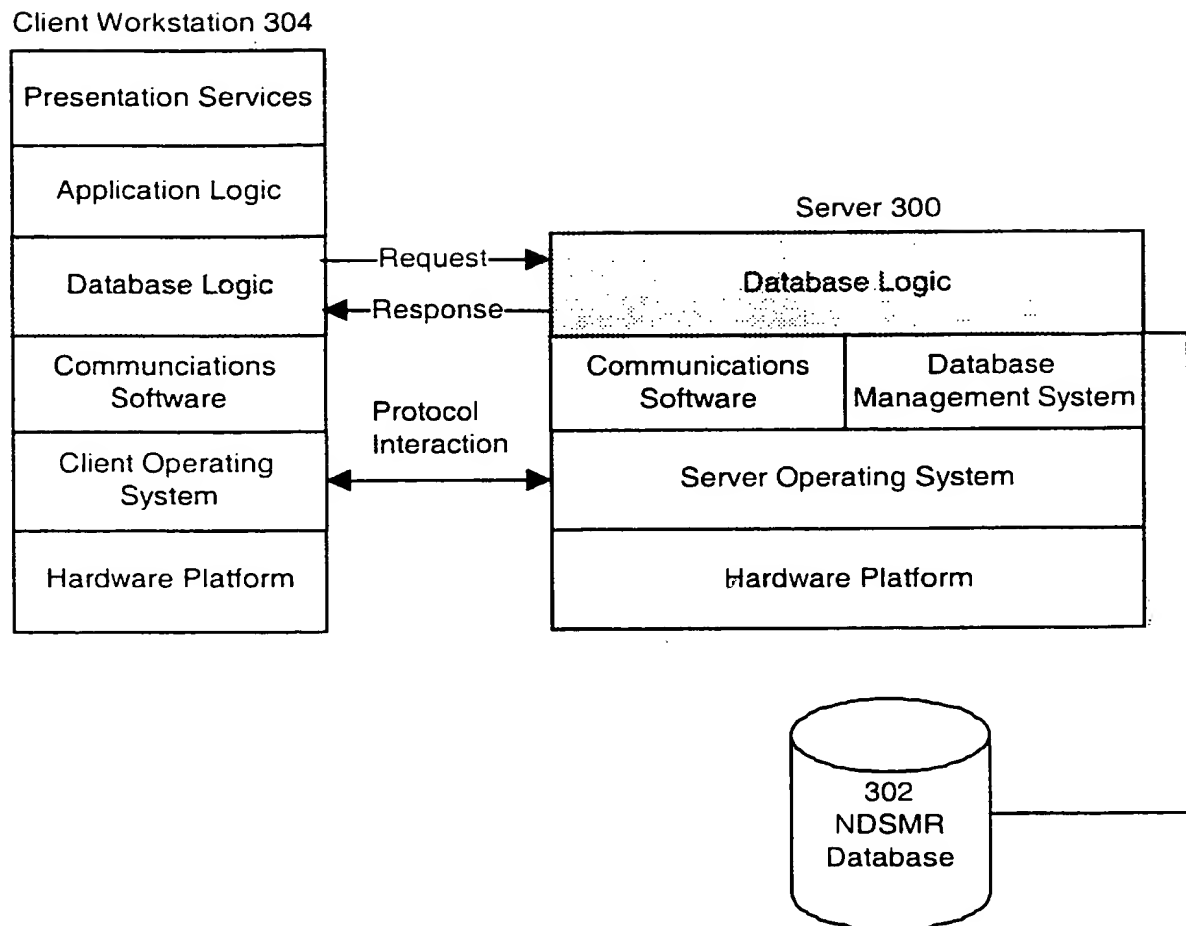 Client Workstation 304
Presentation Services
Application Logic
Database Logic
Communciations
Software
Client Operating
System
Hardware Platform
Request
Response
Protocol
Interaction
Server 300
Database Logic
Communications
Software
Database
Management System
Server Operating System
Hardware Platform
302
NDSMR
Database